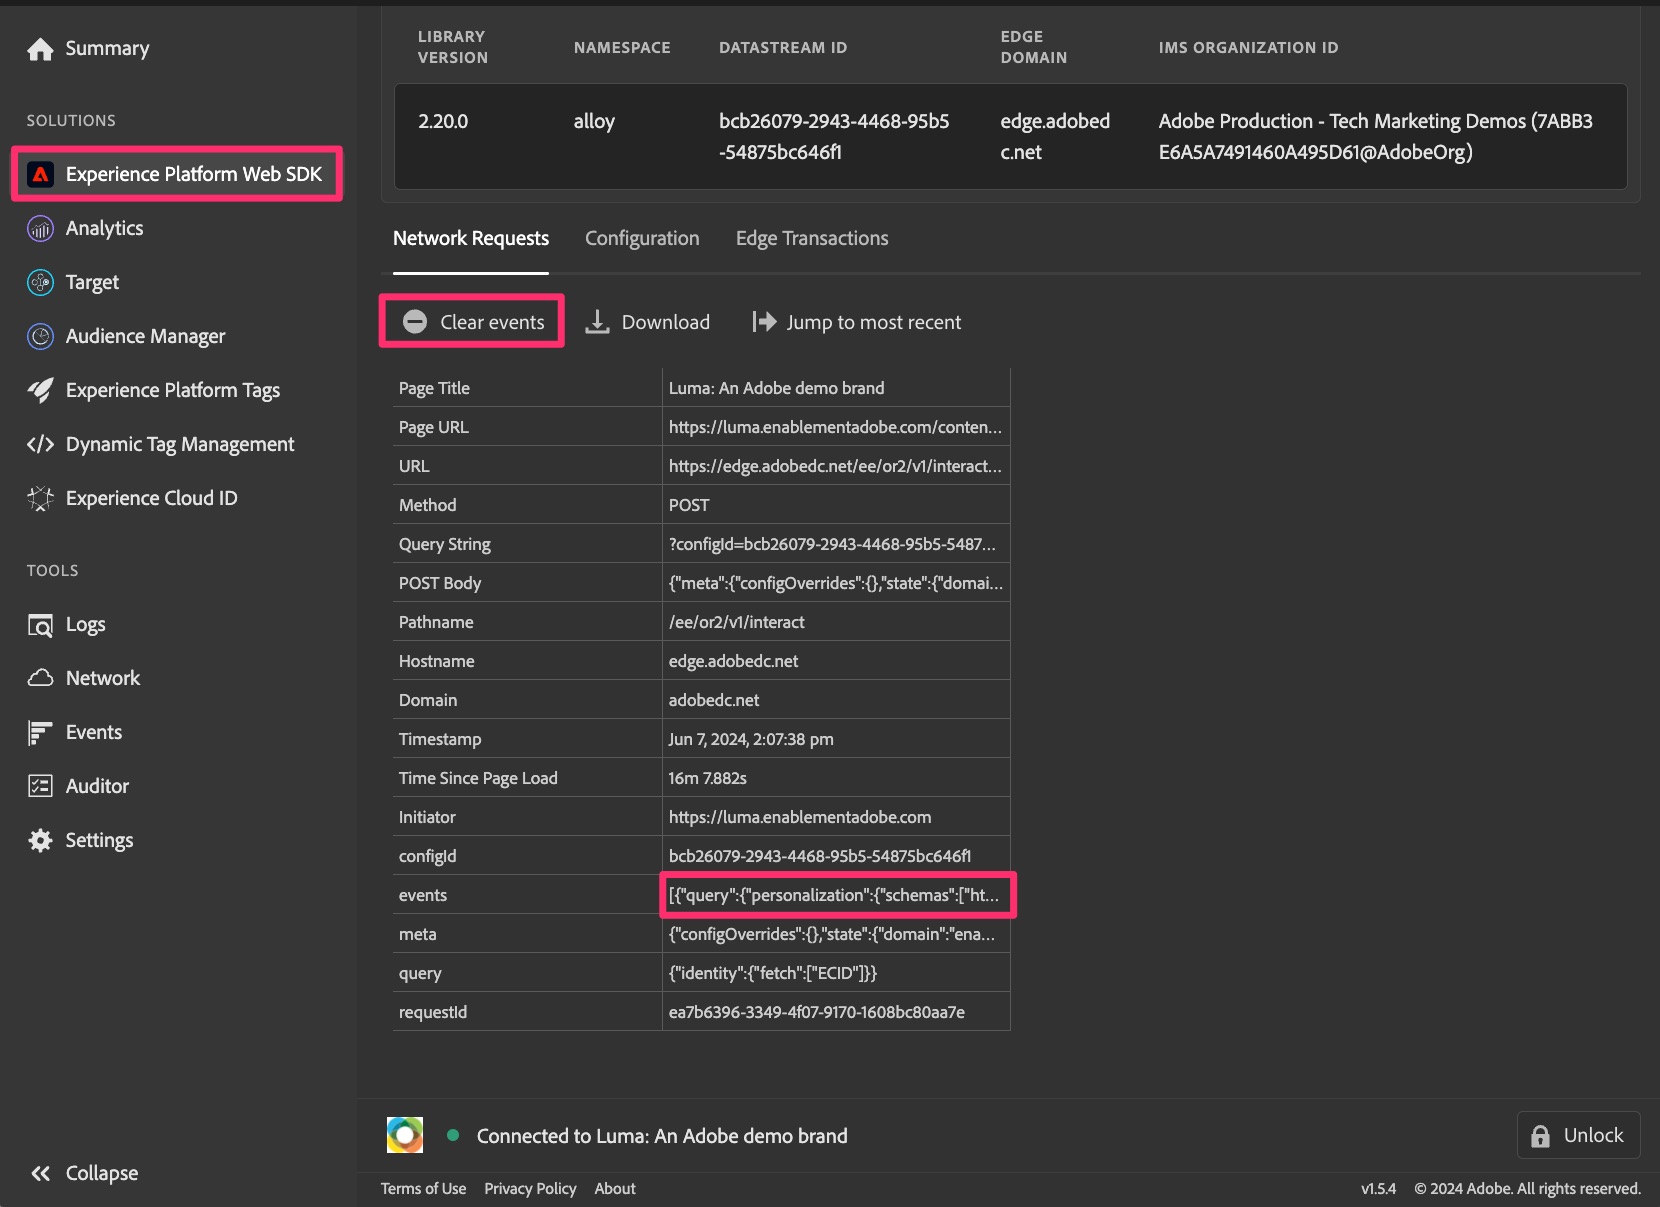 Summary
SOLUTIONS
Experience Platform Web SDK
Analytics
Target
Audience Manager
Experience Platform Tags
Dynamic Tag Management
Experience Cloud ID
TOOLS
Logs
Network
Events
Auditor
Settings
Collapse
LIBRARY VERSION NAMESPACE DATASTREAM ID EDGE DOMAIN IMS ORGANIZATION ID
2.20.0 alloy bcb26079-2943-4468-95b5 edge.adobed Adobe Production - Tech Marketing Demos (7ABB3
-54875bc646f1 c.net E6A5A7491460A495D61@AdobeOrg)
Network Requests Configuration Edge Transactions
Clear events Download Jump to most recent
Page Title Luma: An Adobe demo brand
Page URL https://luma.enablementadobe.com/conten...
URL https://edge.adobedc.net/ee/or2/v1/interact...
Method POST
Query String ?configId=bcb26079-2943-4468-95b5-5487...
POST Body {"meta":{"configOverrides":{},"state":{"domai...
Pathname /ee/or2/v1/interact
Hostname edge.adobedc.net
Domain adobedc.net
Timestamp Jun 7, 2024, 2:07:38 pm
Time Since Page Load 16m 7.882s
Initiator https://luma.enablementadobe.com
configId bcb26079-2943-4468-95b5-54875bc646f1
events [{"query":{"personalization":{"schemas":["ht...
meta {"configOverrides":{},"state":{"domain":"ena...
query {"identity":{"fetch":["ECID"]}}
requestId ea7b6396-3349-4f07-9170-1608bc80aa7e
Connected to Luma: An Adobe demo brand Unlock
Terms of Use Privacy Policy About v1.5.4 © 2024 Adobe. All rights reserved.